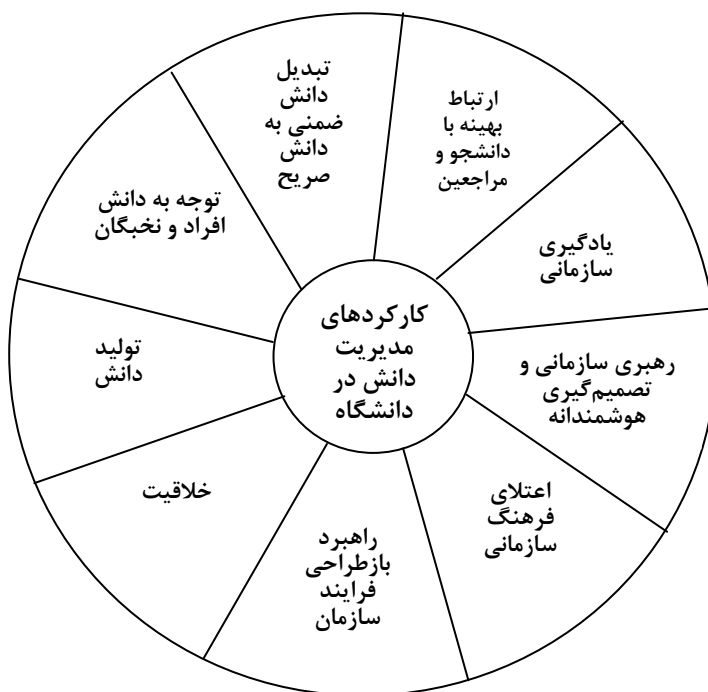 تبدیل
دانش
ضمنی به
دانش
صریح
ارتباط
بهینه با
دانشجو و
مراجعین
یادگیری
سازمانی
رهبری سازمانی و
تصمیم‌گیری
هوشمندانه
اعتلای
فرهنگ
سازمانی
راهبرد
بازطراحی
فرایند
سازمان
خلاقیت
تولید
دانش
توجه به دانش
افراد و نخبگان
کارکردهای
مدیریت
دانش در
دانشگاه